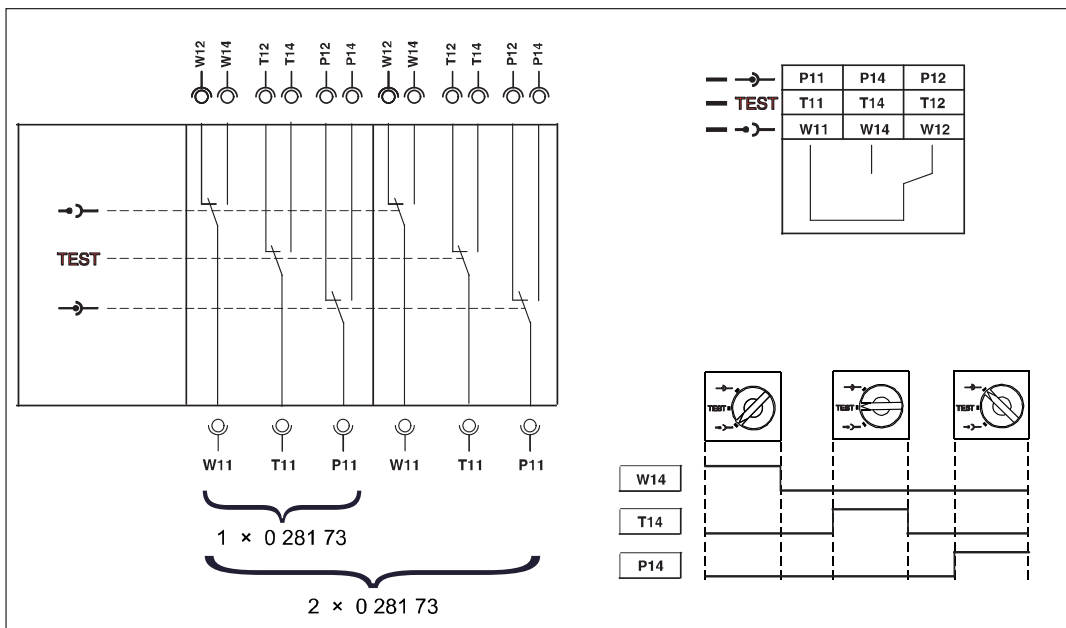 W12 W14 T12 T14 P12 P14 W12 W14 T12 T14 P12 P14
TEST
W11 T11 P11 W11 T11 P11
1 × 0 281 73
2 × 0 281 73
P11 P14 P12
TEST T11 T14 T12
W11 W14 W12
TEST TEST TEST
W14
T14
P14